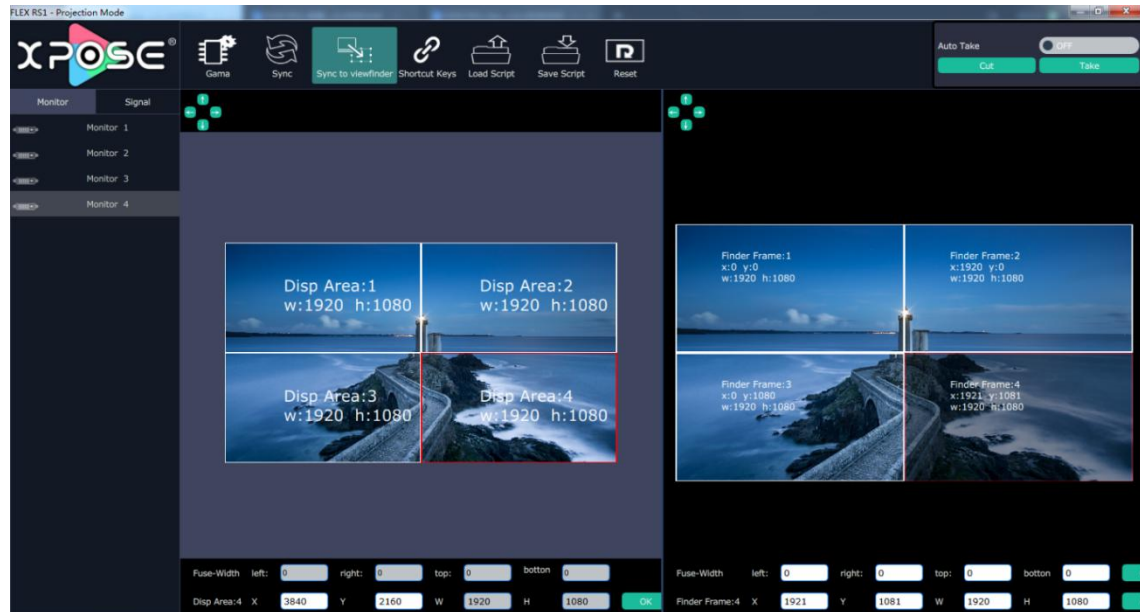 FLEX RS1 - Projection Mode
XPOSE®
Gama
Sync
Sync to viewfinder
Shortcut Keys
Load Script
Save Script
Reset
Auto Take
OFF
Cut
Take
Monitor Signal
Monitor 1
Monitor 2
Monitor 3
Monitor 4
Disp Area:1
w:1920 h:1080
Disp Area:2
w:1920 h:1080
Disp Area:3
w:1920 h:1080
Disp Area:4
w:1920 h:1080
Fuse-Width left: 0 right: 0 top: 0 botton 0
Disp Area:4 X 3840 Y 2160 W 1920 H 1080 OK
Finder Frame:1
x:0 y:0
w:1920 h:1080
Finder Frame:2
x:1920 y:0
w:1920 h:1080
Finder Frame:3
x:0 y:1080
w:1920 h:1080
Finder Frame:4
x:1921 y:1081
w:1920 h:1080
Fuse-Width left: 0 right: 0 top: 0 botton 0
Finder Frame:4 X 1921 Y 1081 W 1920 H 1080